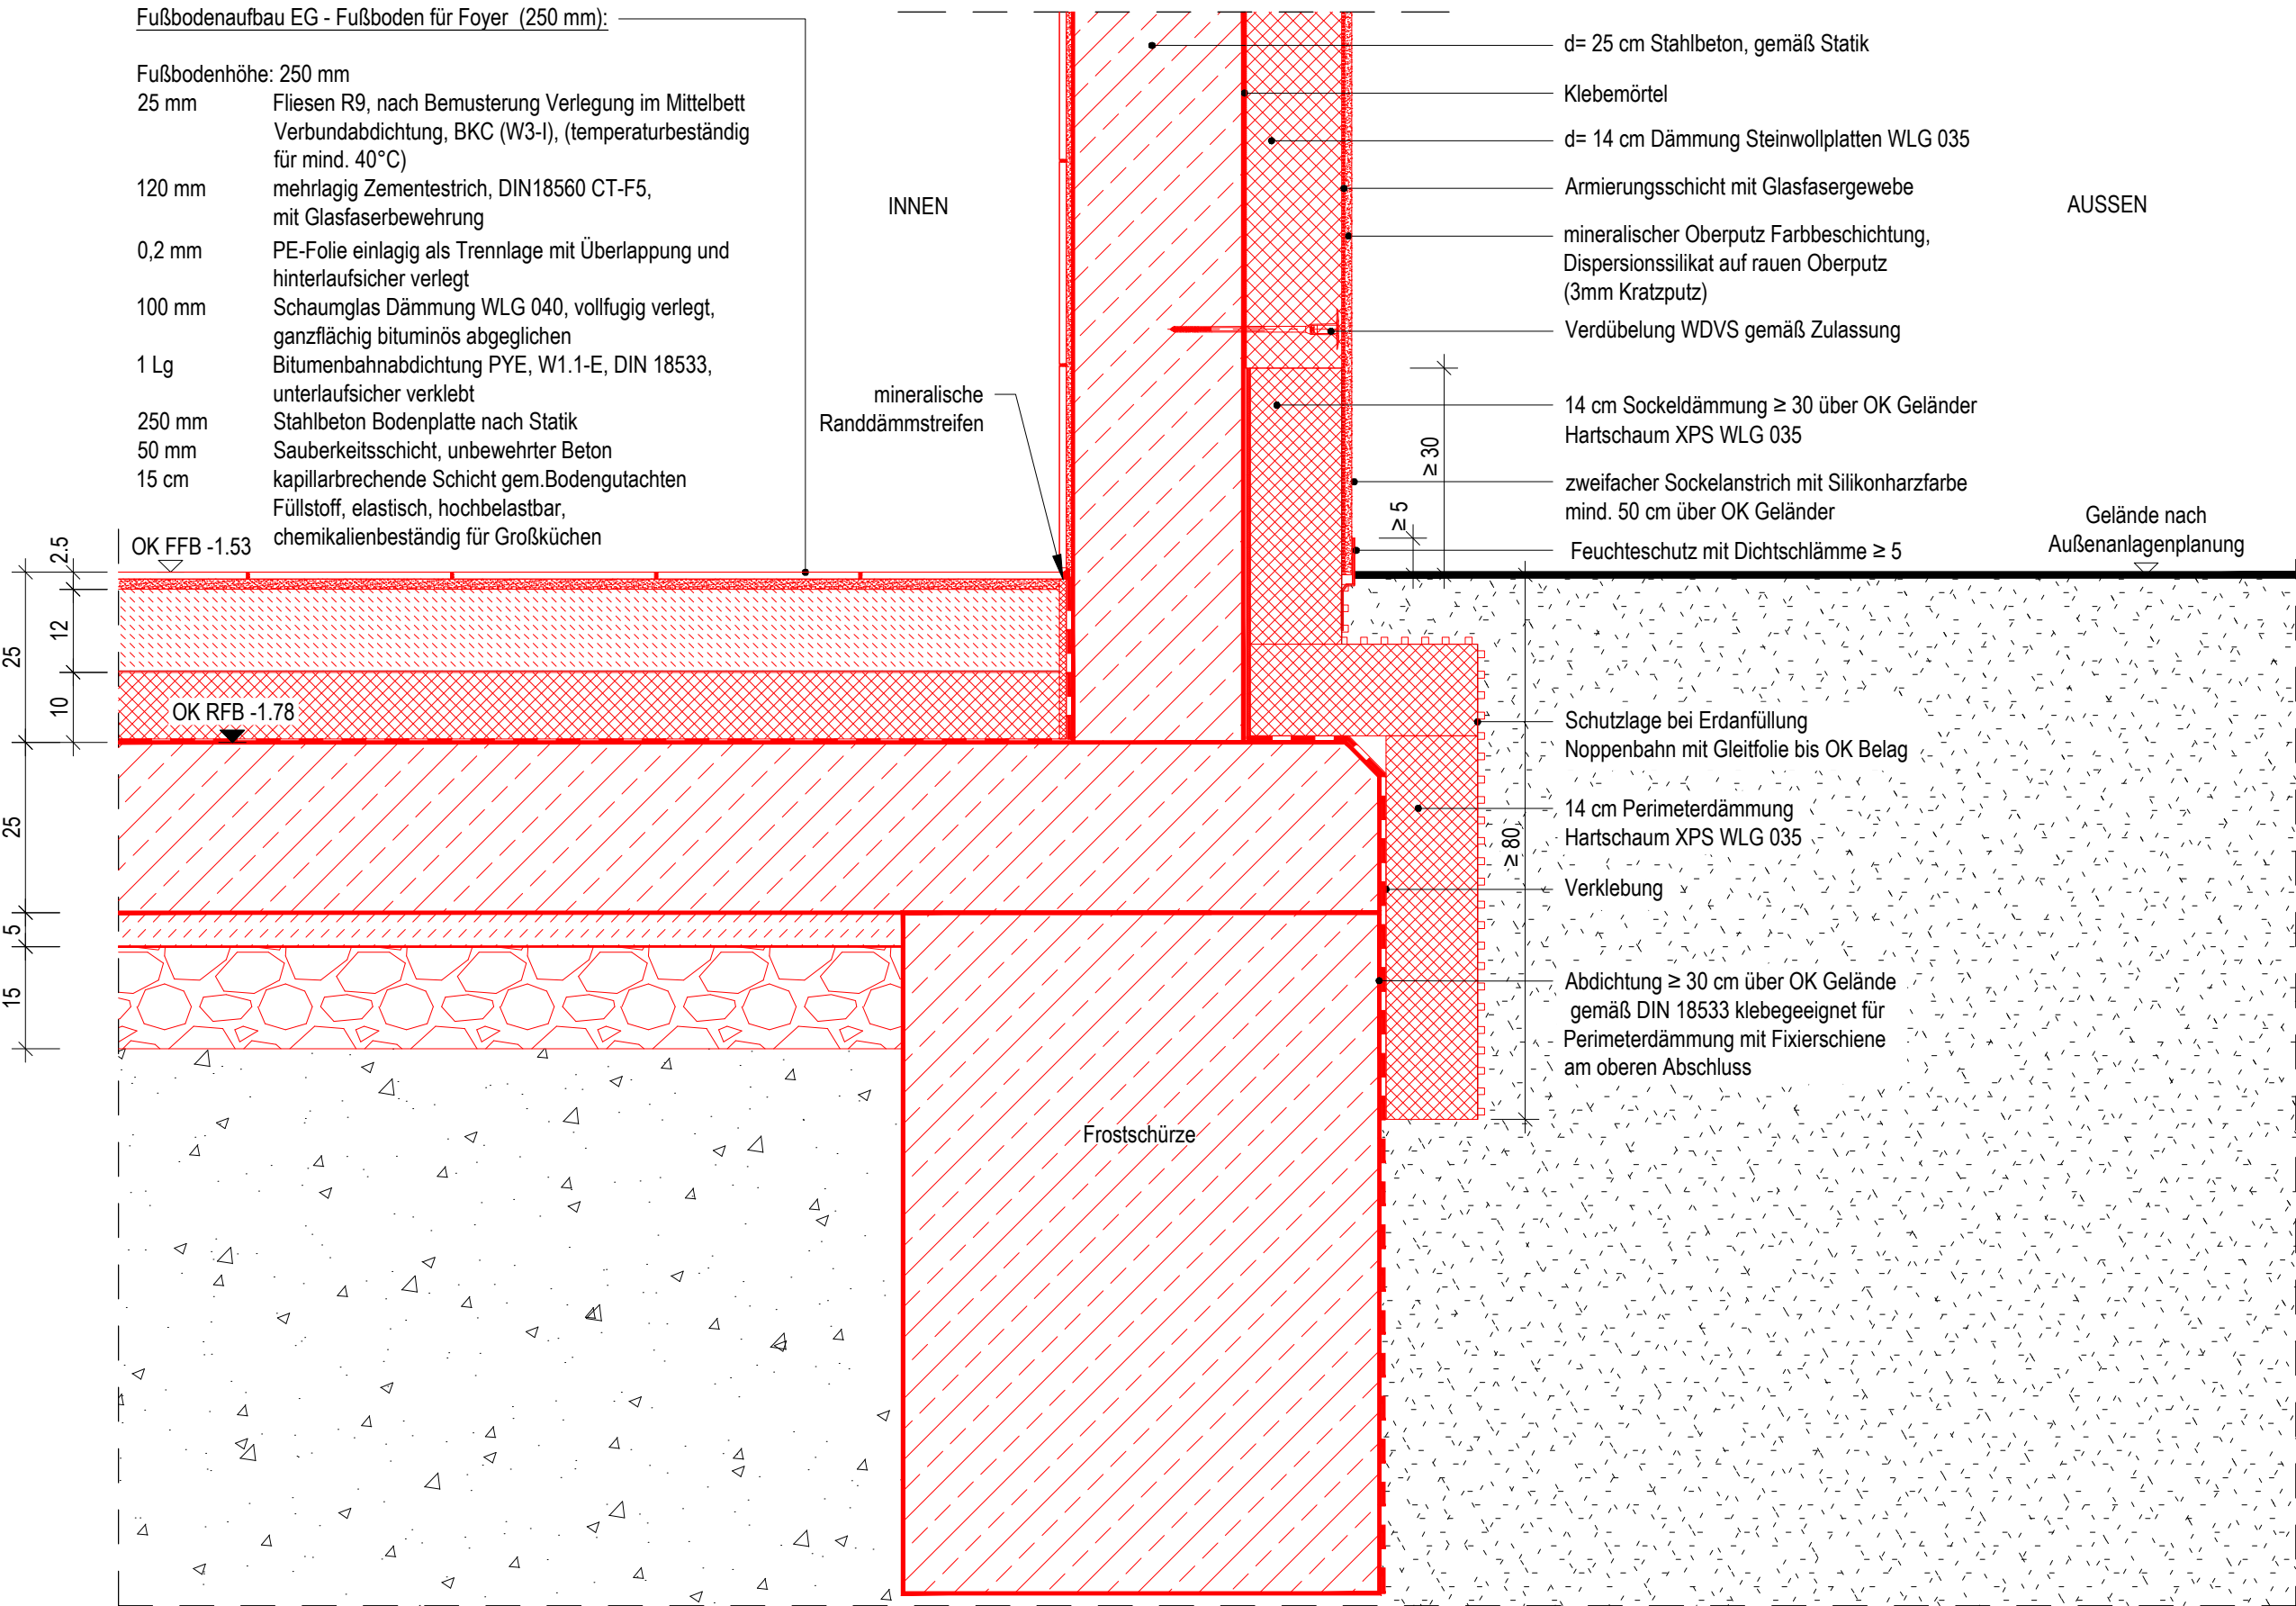 Fußbodenaufbau EG - Fußboden für Foyer (250 mm):
Fußbodenhöhe: 250 mm
25 mm Fliesen R9, nach Bemusterung Verlegung im Mittelbett
Verbundabdichtung, BKC (W3-I), (temperaturbeständig
für mind. 40°C)
120 mm mehrlagig Zementestrich, DIN18560 CT-F5,
mit Glasfaserbewehrung
0,2 mm PE-Folie einlagig als Trennlage mit Überlappung und
hinterlaufsicher verlegt
100 mm Schaumglas Dämmung WLG 040, vollfugig verlegt,
ganzflächig bituminös abgeglichen
1 Lg Bitumenbahnabdichtung PYE, W1.1-E, DIN 18533,
unterlaufsicher verklebt
250 mm Stahlbeton Bodenplatte nach Statik
50 mm Sauberkeitsschicht, unbewehrter Beton
15 cm kapillarbrechende Schicht gem.Bodengutachten
Füllstoff, elastisch, hochbelastbar,
chemikalienbeständig für Großküchen
OK FFB -1.53
OK RFB -1.78
2.5
12
10
25
25
5
15
INNEN
mineralische
Randdämmstreifen
Frostschürze
d= 25 cm Stahlbeton, gemäß Statik
Klebemörtel
d= 14 cm Dämmung Steinwollplatten WLG 035
Armierungsschicht mit Glasfasergewebe
mineralischer Oberputz Farbbeschichtung,
Dispersionssilikat auf rauen Oberputz
(3mm Kratzputz)
Verdübelung WDVS gemäß Zulassung
14 cm Sockeldämmung ≥ 30 über OK Geländer
Hartschaum XPS WLG 035
zweifacher Sockelanstrich mit Silikonharzfarbe
mind. 50 cm über OK Geländer
Feuchteschutz mit Dichtschlämme ≥ 5
≥ 30
≥ 5
≥ 80
AUSSEN
Gelände nach
Außenanlagenplanung
Schutzlage bei Erdanfüllung
Noppenbahn mit Gleitfolie bis OK Belag
14 cm Perimeterdämmung
Hartschaum XPS WLG 035
Verklebung
Abdichtung ≥ 30 cm über OK Gelände
gemäß DIN 18533 klebegeeignet für
Perimeterdämmung mit Fixierschiene
am oberen Abschluss